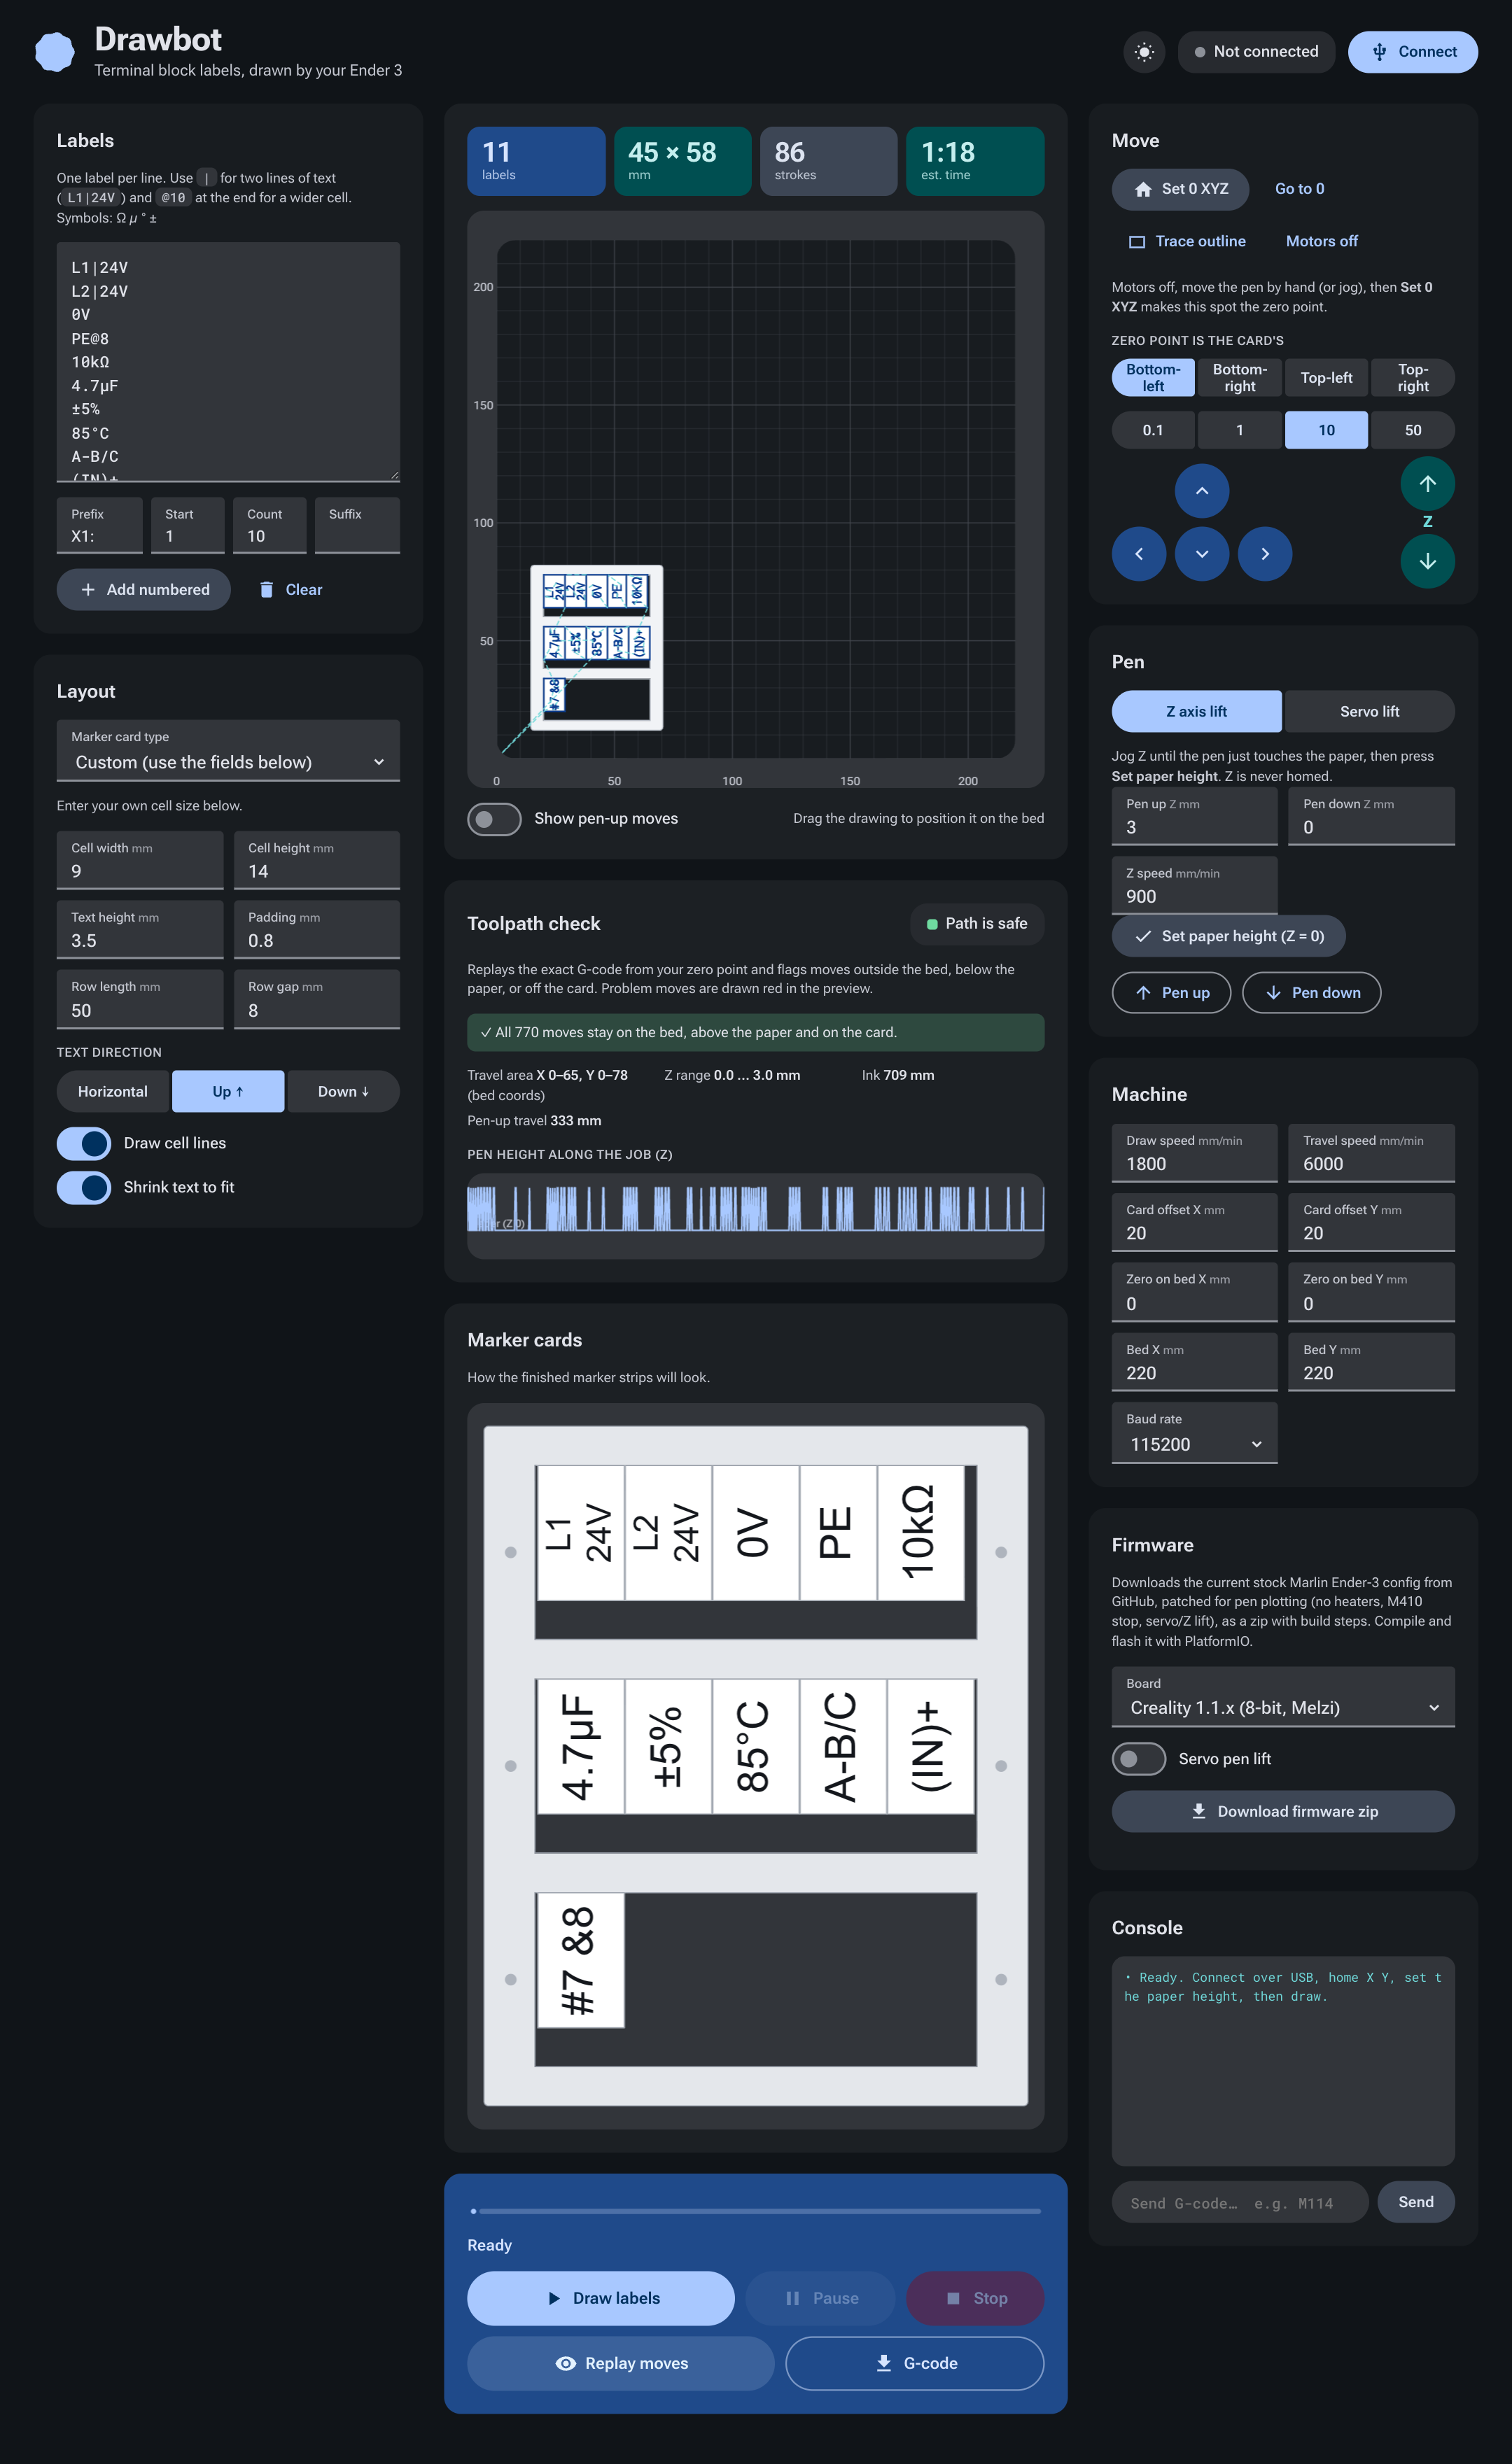 Drawbot
Terminal block labels, drawn by your Ender 3
Not connected
Connect
Labels
One label per line. Use | for two lines of text
(L1|24V) and @10 at the end for a wider cell.
Symbols: Ω µ ° ±
L1|24V
L2|24V
0V
PE@8
10kΩ
4.7µF
±5%
85°C
A-B/C
(IN)+
Prefix
X1:
Start
1
Count
10
Suffix
Add numbered
Clear
Layout
Marker card type
Custom (use the fields below)
Enter your own cell size below.
Cell width mm
9
Cell height mm
14
Text height mm
3.5
Padding mm
0.8
Row length mm
50
Row gap mm
8
TEXT DIRECTION
Horizontal
Up ↑
Down ↓
Draw cell lines
Shrink text to fit
11
labels
45 × 58
mm
86
strokes
1:18
est. time
200
150
100
50
0
50
100
150
200
L1
24V
L2
24V
0V
PE
10kΩ
4.7µF
±5%
85°C
A-B/C
(IN)+
#7 &8
Show pen-up moves
Drag the drawing to position it on the bed
Toolpath check
Path is safe
Replays the exact G-code from your zero point and flags moves outside the bed, below the
paper, or off the card. Problem moves are drawn red in the preview.
✓ All 770 moves stay on the bed, above the paper and on the card.
Travel area X 0–65, Y 0–78
(bed coords)
Z range 0.0 … 3.0 mm
Ink 709 mm
Pen-up travel 333 mm
PEN HEIGHT ALONG THE JOB (Z)
Marker cards
How the finished marker strips will look.
L1
24V
L2
24V
0V
PE
10kΩ
4.7µF
±5%
85°C
A-B/C
(IN)+
#7 &8
Ready
Draw labels
Pause
Stop
Replay moves
G-code
Move
Set 0 XYZ
Go to 0
Trace outline
Motors off
Motors off, move the pen by hand (or jog), then Set 0
XYZ makes this spot the zero point.
ZERO POINT IS THE CARD'S
Bottom-
left
Bottom-
right
Top-left
Top-
right
0.1
1
10
50
Z
Pen
Z axis lift
Servo lift
Jog Z until the pen just touches the paper, then press
Set paper height. Z is never homed.
Pen up Z mm
3
Pen down Z mm
0
Z speed mm/min
900
Set paper height (Z = 0)
Pen up
Pen down
Machine
Draw speed mm/min
1800
Travel speed mm/min
6000
Card offset X mm
20
Card offset Y mm
20
Zero on bed X mm
0
Zero on bed Y mm
0
Bed X mm
220
Bed Y mm
220
Baud rate
115200
Firmware
Downloads the current stock Marlin Ender-3 config from
GitHub, patched for pen plotting (no heaters, M410
stop, servo/Z lift), as a zip with build steps. Compile and
flash it with PlatformIO.
Board
Creality 1.1.x (8-bit, Melzi)
Servo pen lift
Download firmware zip
Console
· Ready. Connect over USB, home X Y, set t
he paper height, then draw.
Send G-code… e.g. M114
Send